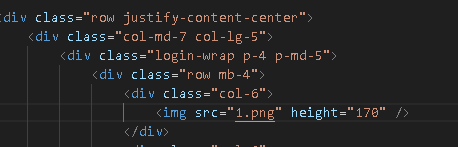 <div class="row justify-content-center">
<div class="col-md-7 col-lg-5">
<div class="login-wrap p-4 p-md-5">
<div class="row mb-4">
<div class="col-6">
<img src="1.png" height="170" />
</div>